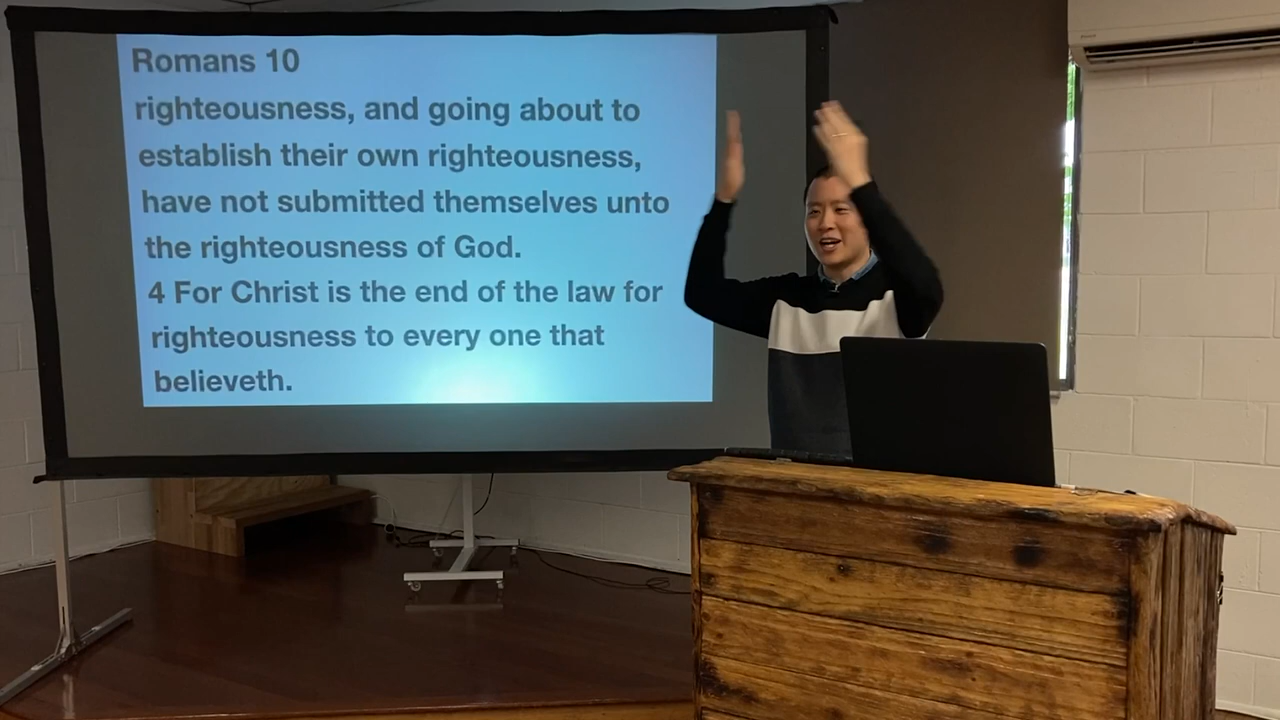 Romans 10
righteousness, and going about to
establish their own righteousness,
have not submitted themselves unto
the righteousness of God.
4 For Christ is the end of the law for
righteousness to every one that
believeth.